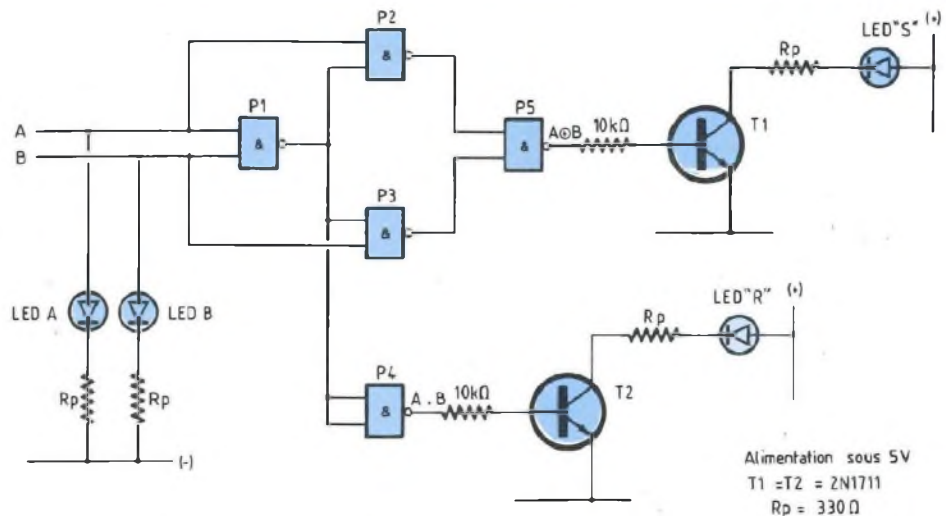 P2
LED"S" (+)
Rp
P1
P5
A
&
&
A⊙B
10kΩ
T1
B
&
P3
&
LED"R" (+)
LED A
LED B
Rp
P4
Rp
Rp
&
A . B
10kΩ
T2
(-)
Alimentation sous 5V
T1 =T2 = 2N1711
Rp = 330Ω
&